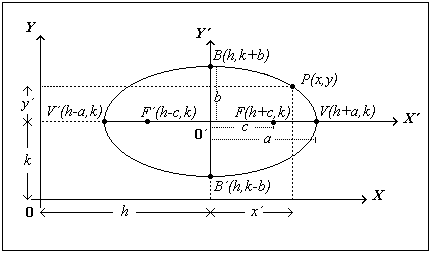 Y
Y´
B(h,k+b)
P(x,y)
y´
b
V´(h-a,k)
F´(h-c,k)
F(h+c,k)
V(h+a,k)
X´
0´
c
a
k
B´(h,k-b)
X
0
h
x´